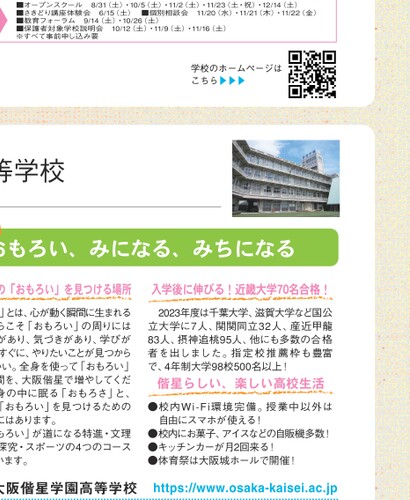 ■オープンスクール 8/31（土）・10/5（土）・11/2（土）・11/23（土・祝）・12/14（土）
■さきどり講座体験会 6/15（土） ■個別相談会 11/20（水）・11/21（木）・11/22（金）
■教育フォーラム 9/14（土）・10/26（土）
■保護者対象学校説明会 10/12（土）・11/9（土）・11/16（土）
※すべて事前申し込み要
学校のホームページは
こちら▶▶▶
等学校
おもろい、みになる、みちになる
の「おもろい」を見つける場所
」とは、心が動く瞬間に生まれる
らこそ「おもろい」の周りには
があり、気づきがあり、学びが
すぐに、やりたいことが見つから
い。全身を使って「おもろい」
間を、大阪偈星で増やしてくだ
身の中に眠る「おもろさ」と、
「おもろい」を見つけるための
にはあります。
もろい」が道になる特進・文理
探究・スポーツの4つのコース
います。
入学後に伸びる！近畿大学70名合格！
2023年度は千葉大学、滋賀大学など国公
立大学に7人、関関同立32人、産近甲龍
83人、摂神追桃95人、他にも多数の合格
者を出しました。指定校推薦枠も豊富
で、4年制大学98校500名以上！
偈星らしい、楽しい高校生活
●校内Wi-Fi環境完備。授業中以外は
自由にスマホが使える！
●校内にお菓子、アイスなどの自販機多数！
●キッチンカーが月2回来る！
●体育祭は大阪城ホールで開催！
大阪偈星学園高等学校
https://www.osaka-kaisei.ac.jp